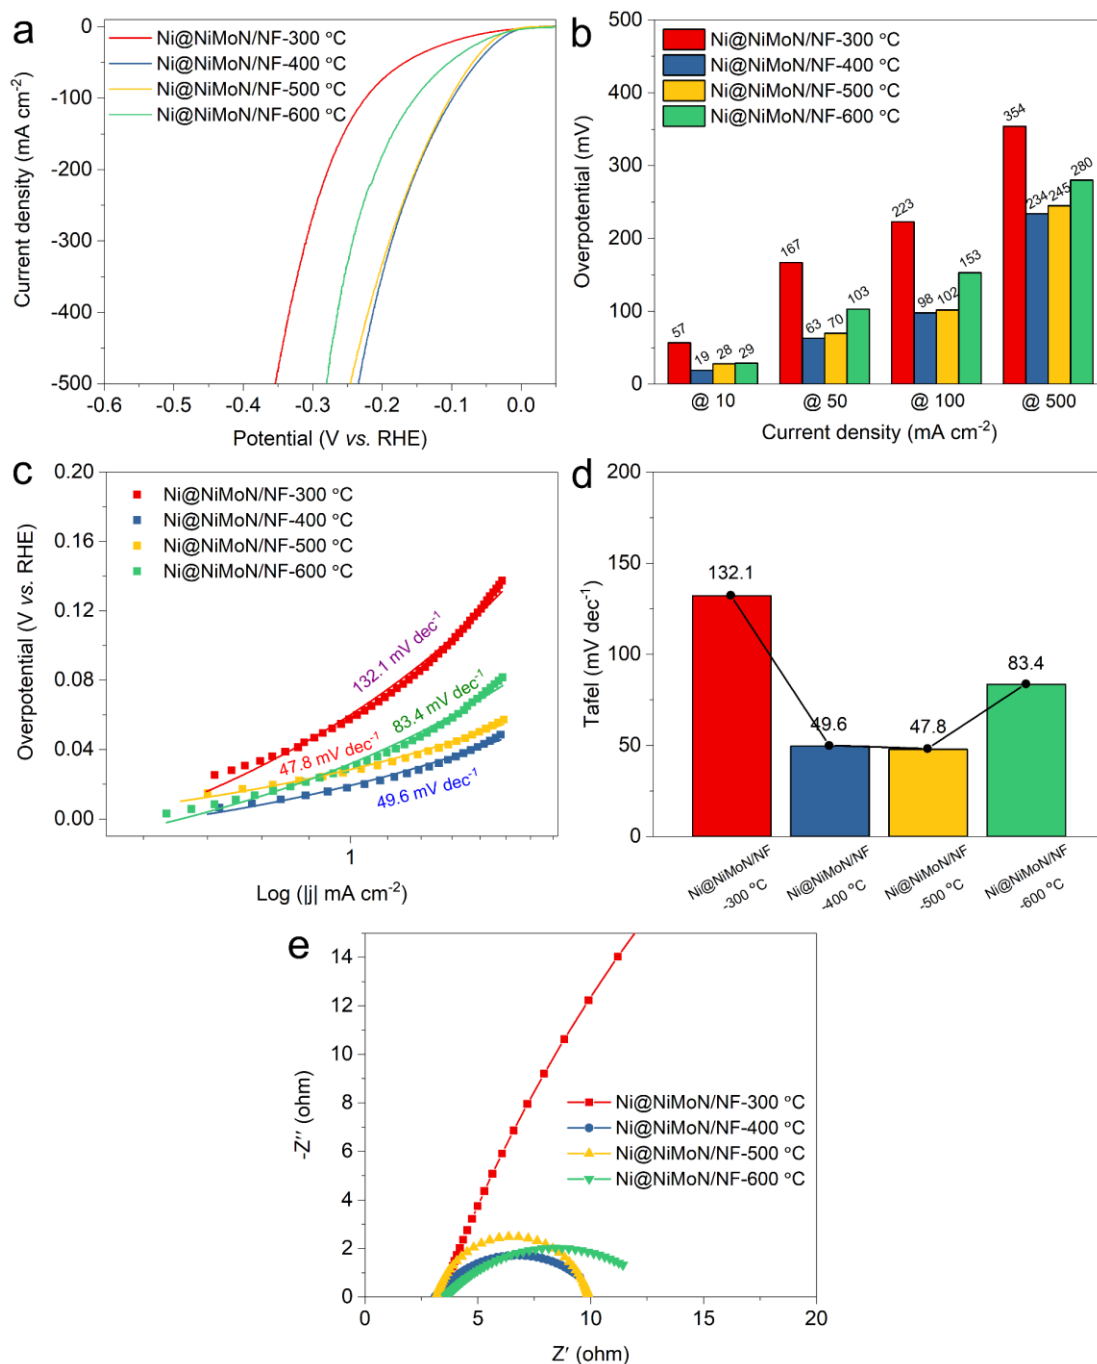 a
0
-100
-200
-300
-400
-500
-0.6
-0.5
-0.4
-0.3
-0.2
-0.1
0.0
Current density (mA cm⁻²)
Potential (V vs. RHE)
Ni@NiMoN/NF-300 °C
Ni@NiMoN/NF-400 °C
Ni@NiMoN/NF-500 °C
Ni@NiMoN/NF-600 °C
b
500
400
300
200
100
0
Overpotential (mV)
Ni@NiMoN/NF-300 °C
Ni@NiMoN/NF-400 °C
Ni@NiMoN/NF-500 °C
Ni@NiMoN/NF-600 °C
57
19
28
29
167
63
70
103
223
98
102
153
354
234
245
280
@ 10
@ 50
@ 100
@ 500
Current density (mA cm⁻²)
c
0.20
0.16
0.12
0.08
0.04
0.00
Overpotential (V vs. RHE)
Ni@NiMoN/NF-300 °C
Ni@NiMoN/NF-400 °C
Ni@NiMoN/NF-500 °C
Ni@NiMoN/NF-600 °C
132.1 mV dec⁻¹
83.4 mV dec⁻¹
47.8 mV dec⁻¹
49.6 mV dec⁻¹
1
Log (|j| mA cm⁻²)
d
200
150
100
50
0
Tafel (mV dec⁻¹)
132.1
49.6
47.8
83.4
Ni@NiMoN/NF
-300 °C
Ni@NiMoN/NF
-400 °C
Ni@NiMoN/NF
-500 °C
Ni@NiMoN/NF
-600 °C
e
14
12
10
8
6
4
2
0
-Z'' (ohm)
Ni@NiMoN/NF-300 °C
Ni@NiMoN/NF-400 °C
Ni@NiMoN/NF-500 °C
Ni@NiMoN/NF-600 °C
0
5
10
15
20
Z' (ohm)